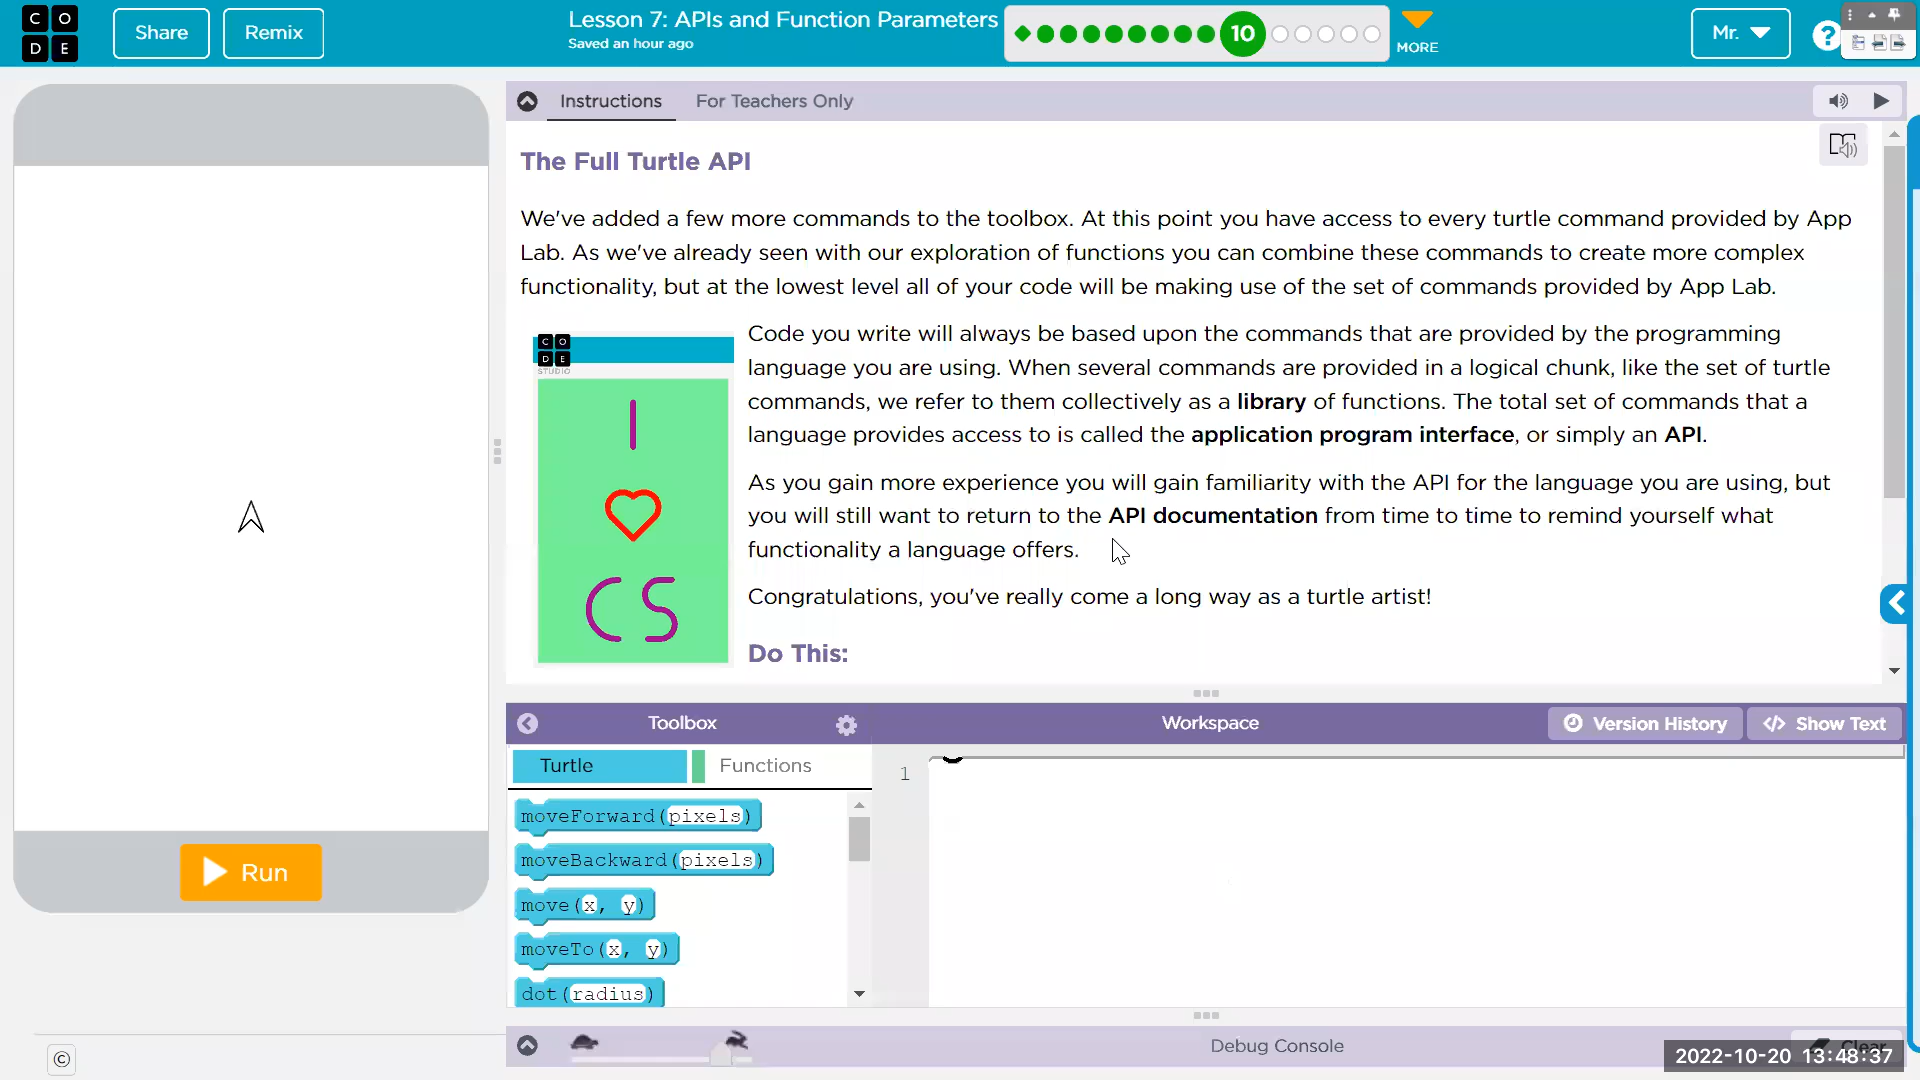 CODE
Share
Remix
Lesson 7: APIs and Function Parameters
Saved an hour ago
10
MORE
Mr.
?
Instructions
For Teachers Only
The Full Turtle API
We've added a few more commands to the toolbox. At this point you have access to every turtle command provided by App
Lab. As we've already seen with our exploration of functions you can combine these commands to create more complex
functionality, but at the lowest level all of your code will be making use of the set of commands provided by App Lab.
CODE
STUDIO
I
CS
Code you write will always be based upon the commands that are provided by the programming
language you are using. When several commands are provided in a logical chunk, like the set of turtle
commands, we refer to them collectively as a library of functions. The total set of commands that a
language provides access to is called the application program interface, or simply an API.
As you gain more experience you will gain familiarity with the API for the language you are using, but
you will still want to return to the API documentation from time to time to remind yourself what
functionality a language offers.
Congratulations, you've really come a long way as a turtle artist!
Do This:
Toolbox
Workspace
Version History
Show Text
Turtle
Functions
moveForward(pixels)
moveBackward(pixels)
move(x, y)
moveTo(x, y)
dot(radius)
1
Run
©
Debug Console
Clear
2022-10-20 13:48:37